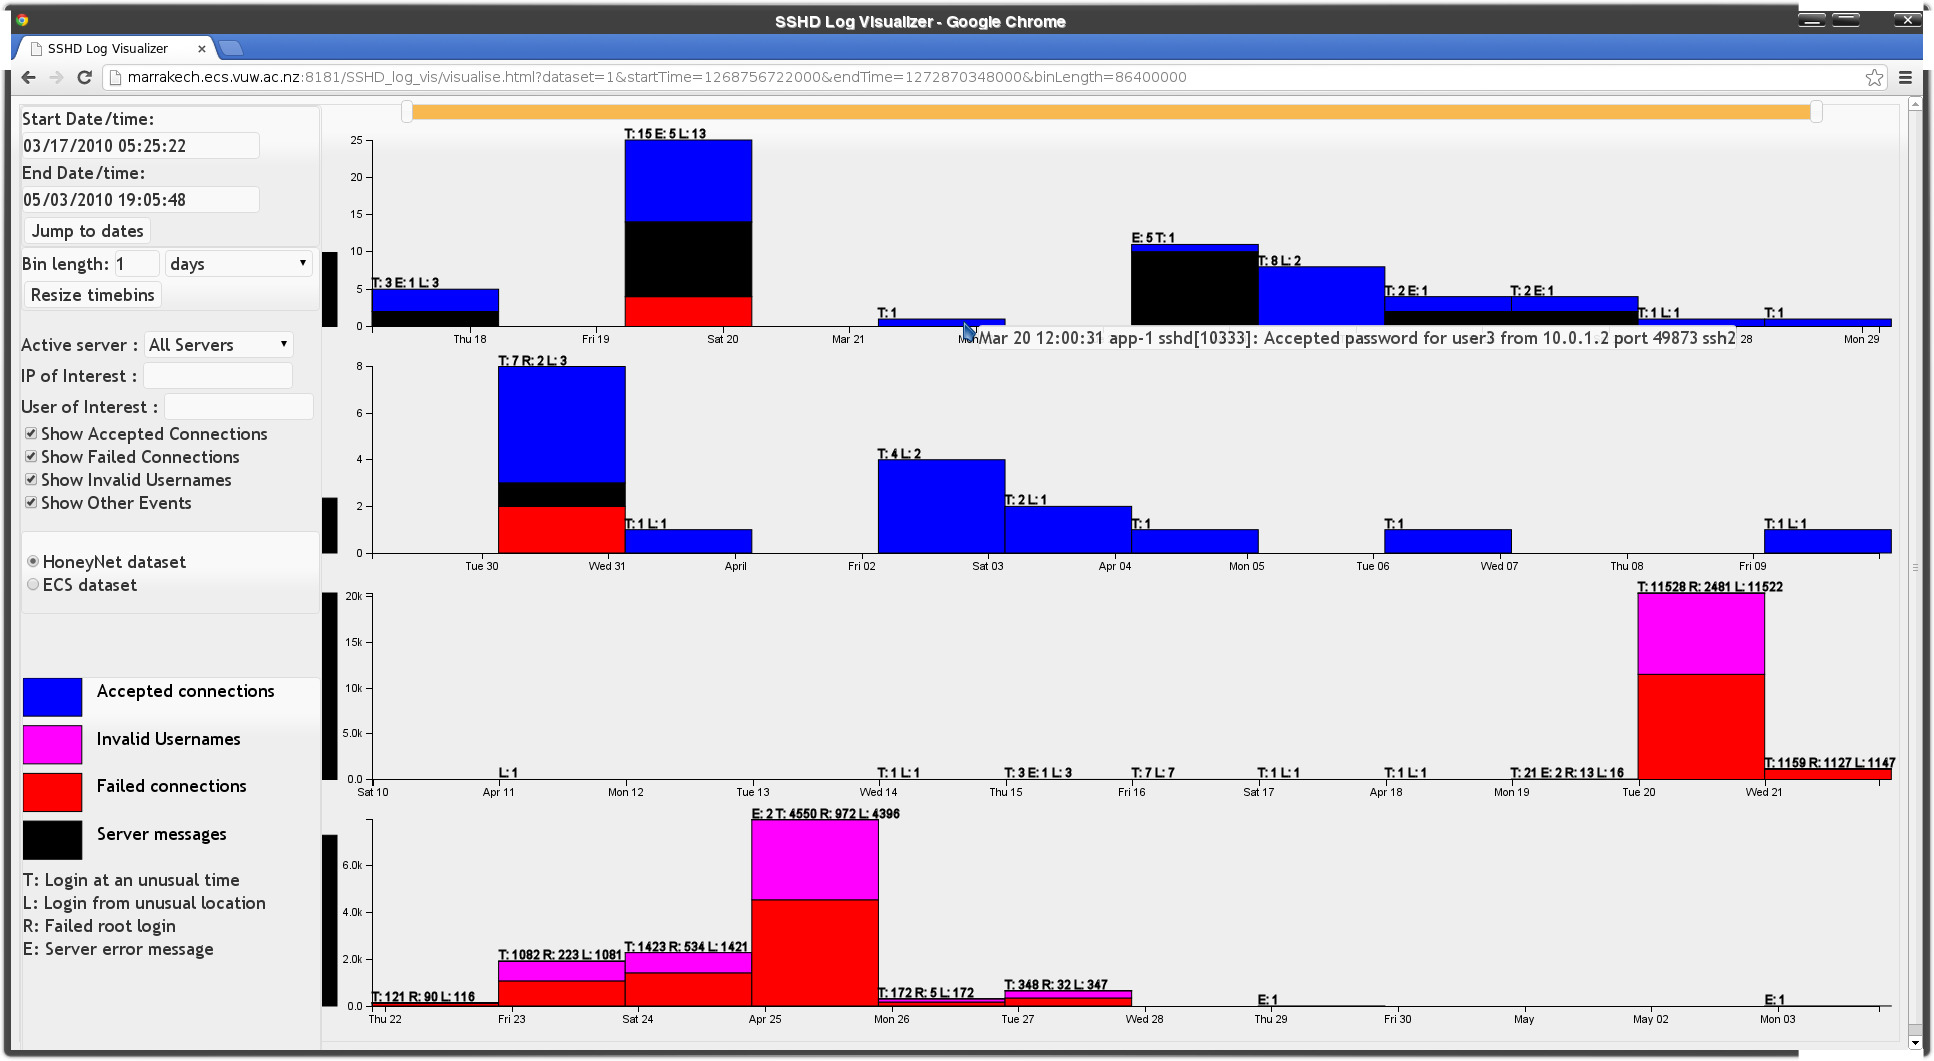 SSHD Log Visualizer - Google Chrome
SSHD Log Visualizer
marrakech.ecs.vuw.ac.nz:8181/SSHD_log_vis/visualise.html?dataset=1&startTime=1268756722000&endTime=1272870348000&binLength=86400000
Start Date/time:
03/17/2010 05:25:22
End Date/time:
05/03/2010 19:05:48
Jump to dates
Bin length: 1 days
Resize timebins
Active server : All Servers
IP of Interest :
User of Interest :
Show Accepted Connections
Show Failed Connections
Show Invalid Usernames
Show Other Events
HoneyNet dataset
ECS dataset
Accepted connections
Invalid Usernames
Failed connections
Server messages
T: Login at an unusual time
L: Login from unusual location
R: Failed root login
E: Server error message
25
20
15
10
5
0
T: 3 E: 1 L: 3
T: 15 E: 5 L: 13
T: 1
E: 5 T: 1
T: 8 L: 2
T: 2 E: 1
T: 2 E: 1
T: 1 L: 1
T: 1
Thu 18 Fri 19 Sat 20 Mar 21 28 Mon 29
Mar 20 12:00:31 app-1 sshd[10333]: Accepted password for user3 from 10.0.1.2 port 49873 ssh2
8
6
4
2
0
T: 7 R: 2 L: 3
T: 1 L: 1
T: 4 L: 2
T: 2 L: 1
T: 1
T: 1
T: 1 L: 1
Tue 30 Wed 31 April Fri 02 Sat 03 Apr 04 Mon 05 Tue 06 Wed 07 Thu 08 Fri 09
20k
15k
10k
5.0k
0.0
L: 1
T: 1 L: 1
T: 3 E: 1 L: 3
T: 7 L: 7
T: 1 L: 1
T: 1 L: 1
T: 21 E: 2 R: 13 L: 16
T: 11528 R: 2481 L: 11522
T: 1159 R: 1127 L: 1147
Sat 10 Apr 11 Mon 12 Tue 13 Wed 14 Thu 15 Fri 16 Sat 17 Apr 18 Mon 19 Tue 20 Wed 21
6.0k
4.0k
2.0k
0.0
T: 121 R: 90 L: 116
T: 1082 R: 223 L: 1081
T: 1423 R: 534 L: 1421
E: 2 T: 4550 R: 972 L: 4396
T: 172 R: 5 L: 172
T: 348 R: 32 L: 347
E: 1
E: 1
Thu 22 Fri 23 Sat 24 Apr 25 Mon 26 Tue 27 Wed 28 Thu 29 Fri 30 May May 02 Mon 03